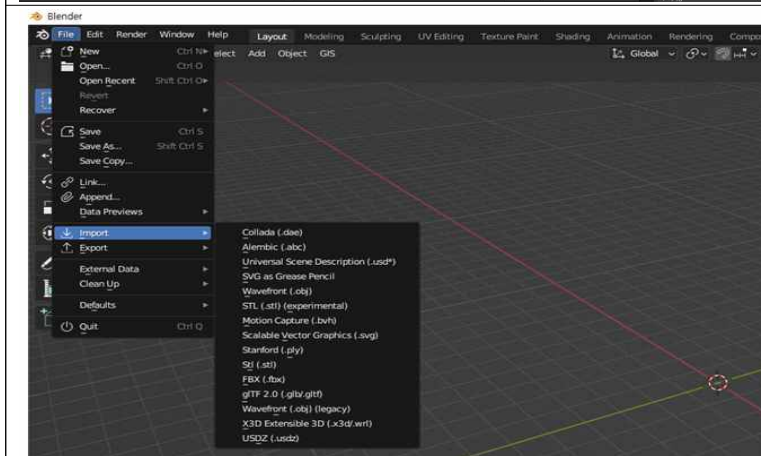 Blender
File Edit Render Window Help Layout Modeling Sculpting UV Editing Texture Paint Shading Animation Rendering Compo
elect Add Object GIS Global
New Ctrl N
Open... Ctrl O
Open Recent Shift Ctrl O
Revert
Recover
Save Ctrl S
Save As... Shift Ctrl S
Save Copy...
Link...
Append...
Data Previews
Import
Export
External Data
Clean Up
Defaults
Quit Ctrl Q
Collada (.dae)
Alembic (.abc)
Universal Scene Description (.usd*)
SVG as Grease Pencil
Wavefront (.obj)
STL (.stl) (experimental)
Motion Capture (.bvh)
Scalable Vector Graphics (.svg)
Stanford (.ply)
Stl (.stl)
FBX (.fbx)
glTF 2.0 (.glb/.gltf)
Wavefront (.obj) (legacy)
X3D Extensible 3D (.x3d/.wrl)
USDZ (.usdz)